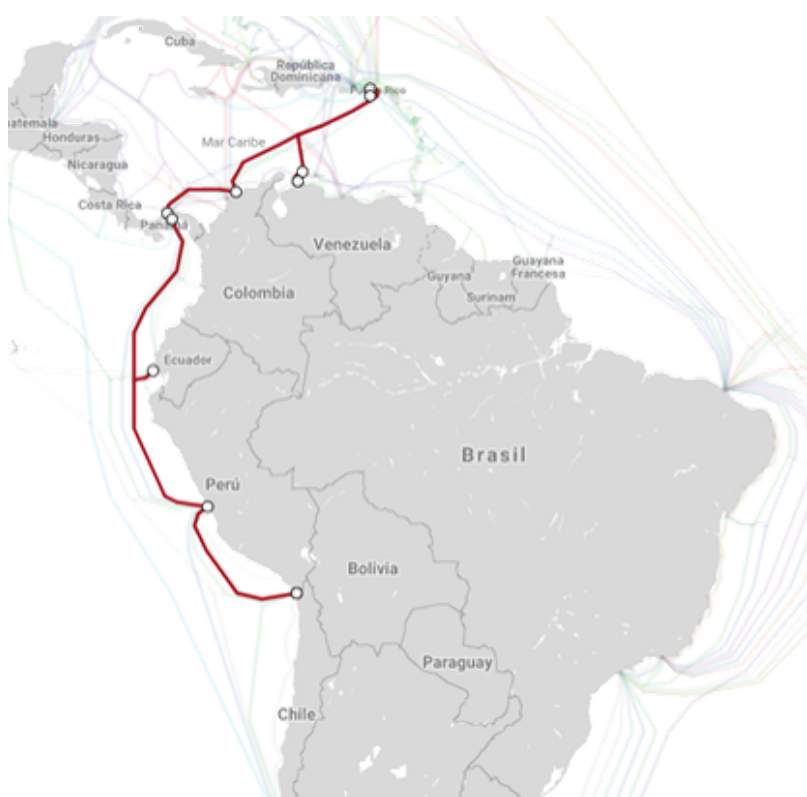 Cuba
República
Dominicana
Puerto Rico
atemala
Honduras
Mar Caribe
Nicaragua
Costa Rica
Panamá
Venezuela
Guayana
Francesa
Guyana
Surinam
Colombia
Ecuador
Brasil
Perú
Bolivia
Paraguay
Chile